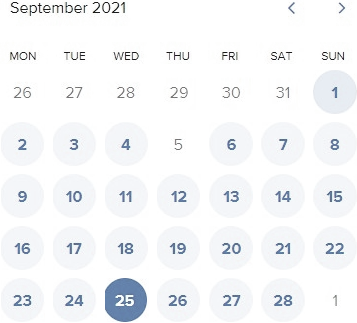 September 2021
MON TUE WED THU FRI SAT SUN
26 27 28 29 30 31 1
2 3 4 5 6 7 8
9 10 11 12 13 14 15
16 17 18 19 20 21 22
23 24 25 26 27 28 1